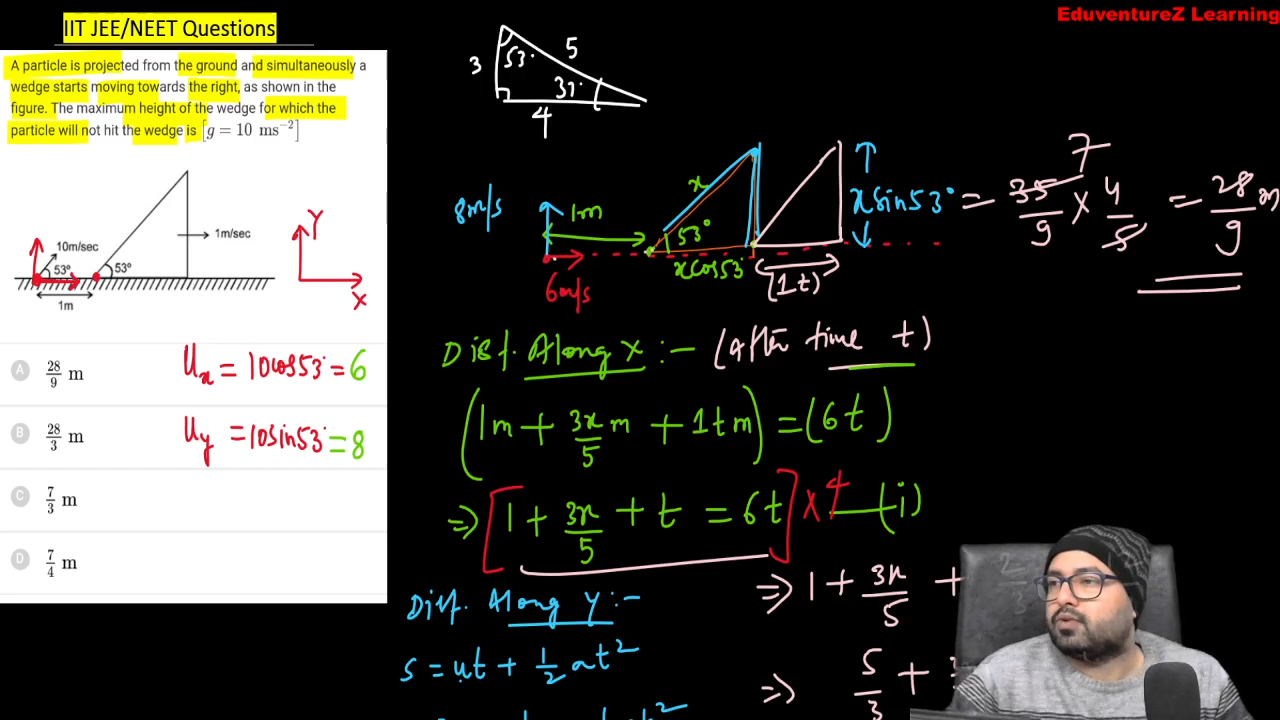 IIT JEE/NEET Questions
EduventureZ Learning
A particle is projected from the ground and simultaneously a
wedge starts moving towards the right, as shown in the
figure. The maximum height of the wedge for which the
particle will not hit the wedge is [g = 10 ms⁻²]
10m/sec
53°
53°
1m/sec
1m
Y
X
A 28/9 m
B 28/3 m
C 7/3 m
D 7/4 m
Ux = 10cos53° = 6
Uy = 10sin53° = 8
3
53°
5
37°
4
8m/s
1m
x
53°
xcos53°
6m/s
(1t)
xsin53° = 35/9 × 4/5 = 28/9 m
7
Dist. Along X :- (After time t)
(1m + 3x/5 m + 1t m) = (6t)
⇒ [1 + 3x/5 + t = 6t] × 4 — (i)
Dist. Along Y :-
s = ut + 1/2 at²
⇒ 1 + 3x/5 +
⇒ 5/3 +